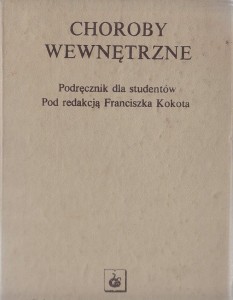 CHOROBY
WEWNĘTRZNE
Podręcznik dla studentów
Pod redakcją Franciszka Kokota